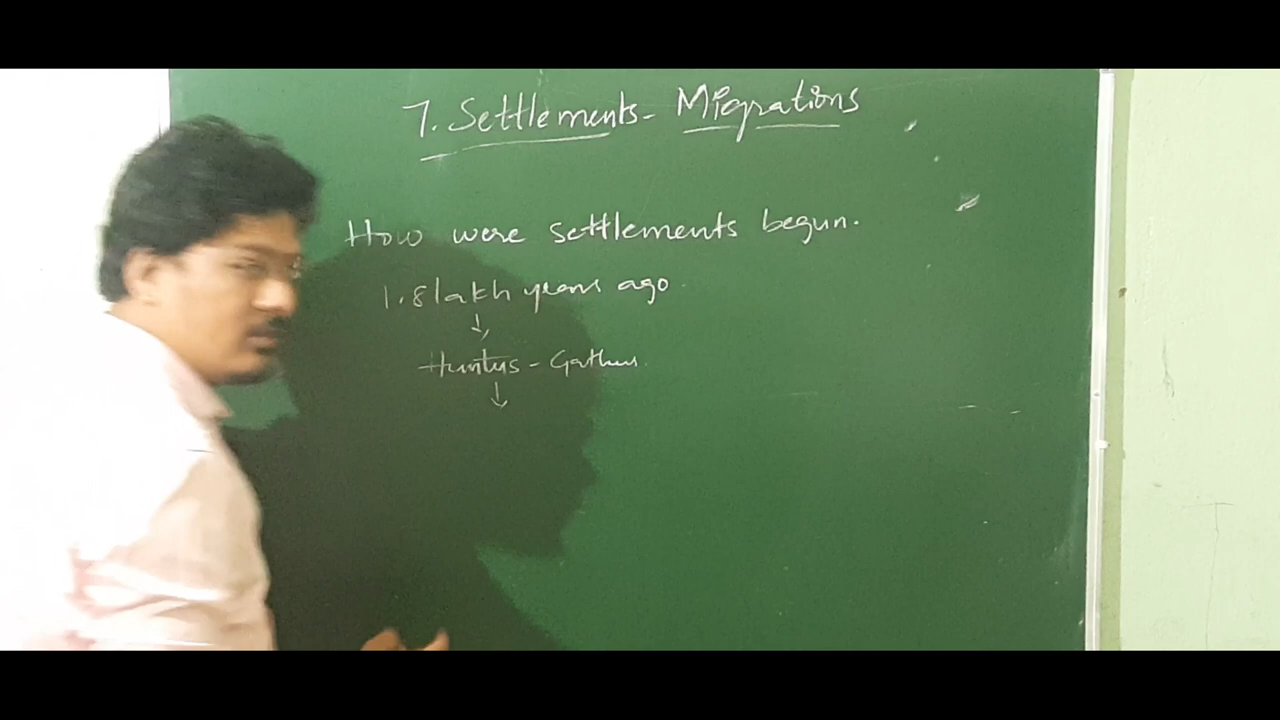 7. Settlements - Migrations
How were settlements begun.
1.8 lakh years ago.
↓
Hunters - Gathers.
↓